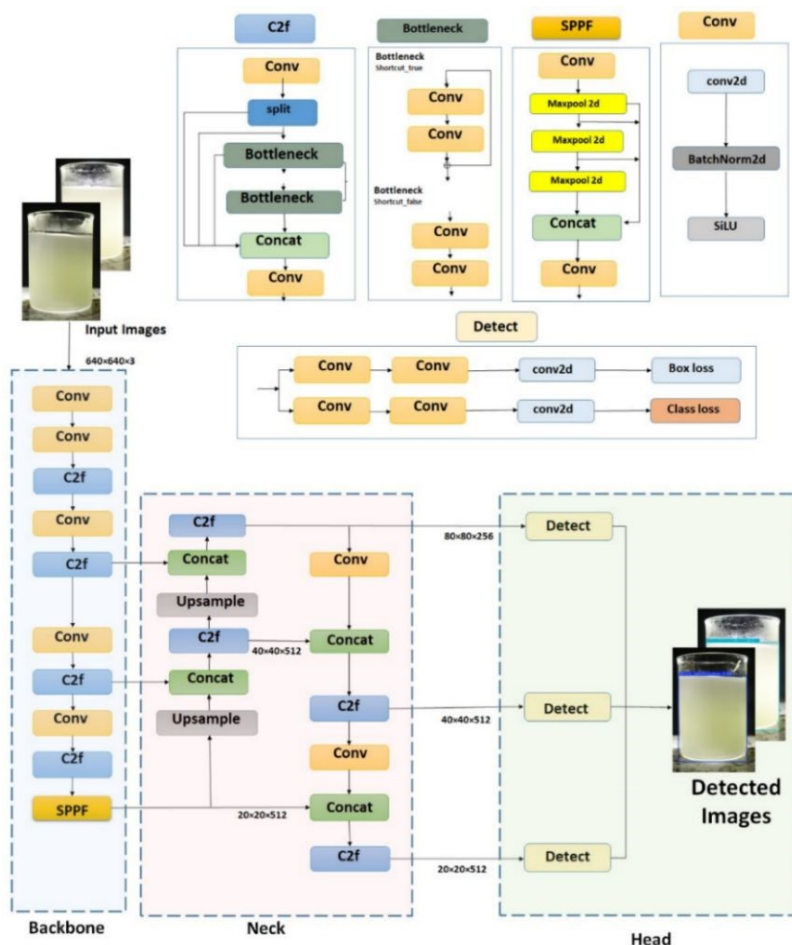 C2f
Bottleneck
SPPF
Conv
Conv
split
Bottleneck
Bottleneck
Concat
Conv
Bottleneck
Shortcut_true
Conv
Conv
Bottleneck
Shortcut_false
Conv
Conv
Conv
Maxpool 2d
Maxpool 2d
Maxpool 2d
Concat
Conv
conv2d
BatchNorm2d
SiLU
Input Images
640×640×3
Detect
Conv
Conv
conv2d
Box loss
Conv
Conv
conv2d
Class loss
Conv
Conv
C2f
Conv
C2f
Conv
C2f
Conv
C2f
SPPF
Backbone
C2f
Concat
Upsample
C2f
40×40×512
Concat
Upsample
20×20×512
Conv
Concat
C2f
Conv
Concat
C2f
Neck
80×80×256
40×40×512
20×20×512
Detect
Detect
Detect
Detected
Images
Head